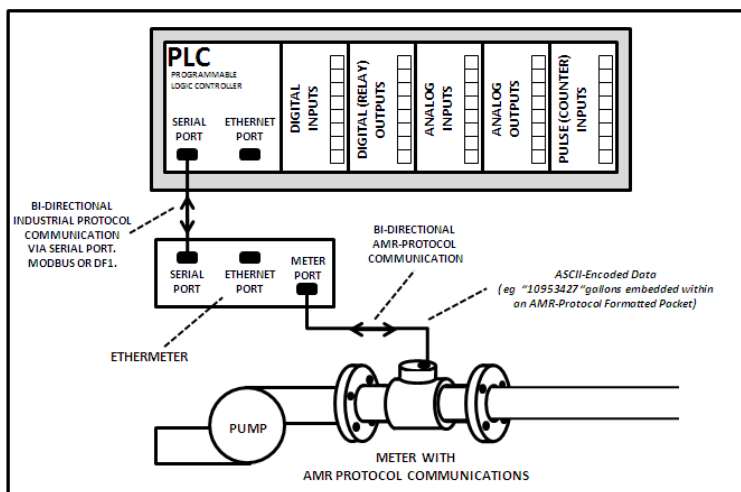 PLC
PROGRAMMABLE
LOGIC CONTROLLER
SERIAL
PORT
ETHERNET
PORT
DIGITAL
INPUTS
DIGITAL (RELAY)
OUTPUTS
ANALOG
INPUTS
ANALOG
OUTPUTS
PULSE (COUNTER)
INPUTS
BI-DIRECTIONAL
INDUSTRIAL PROTOCOL
COMMUNICATION
VIA SERIAL PORT.
MODBUS OR DF1.
SERIAL
PORT
ETHERNET
PORT
METER
PORT
BI-DIRECTIONAL
AMR-PROTOCOL
COMMUNICATION
ASCII-Encoded Data
(eg "10953427"gallons embedded within
an AMR-Protocol Formatted Packet)
ETHERMETER
PUMP
METER WITH
AMR PROTOCOL COMMUNICATIONS